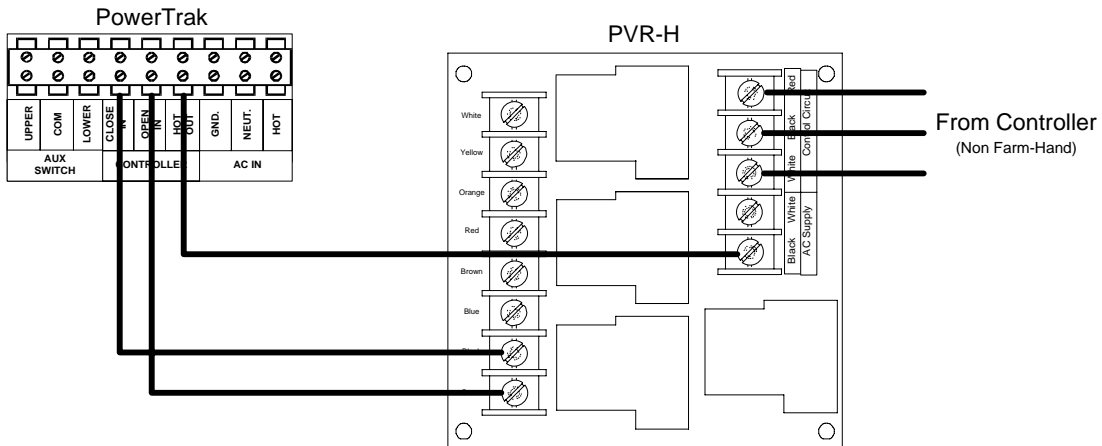 PowerTrak
UPPER
COM
LOWER
CLOSE IN
OPEN IN
HOT OUT
GND.
NEUT.
HOT
AUX
SWITCH
CONTROLLER
AC IN
PVR-H
White
Yellow
Orange
Red
Brown
Blue
Red
Black
White
Control Circuit
White
Black
AC Supply
From Controller
(Non Farm-Hand)